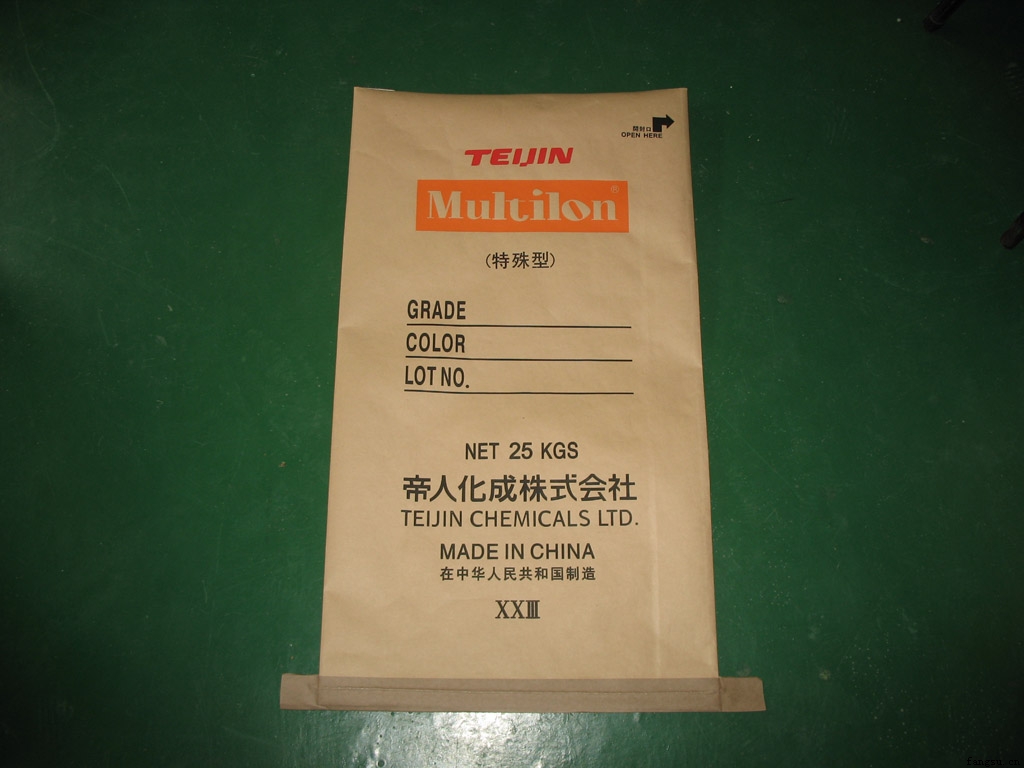 開封口
OPEN HERE
TEIJIN
Multilon®
(特殊型)
GRADE
COLOR
LOT NO.
NET 25 KGS
帝人化成株式会社
TEIJIN CHEMICALS LTD.
MADE IN CHINA
在中华人民共和国制造
XXIII